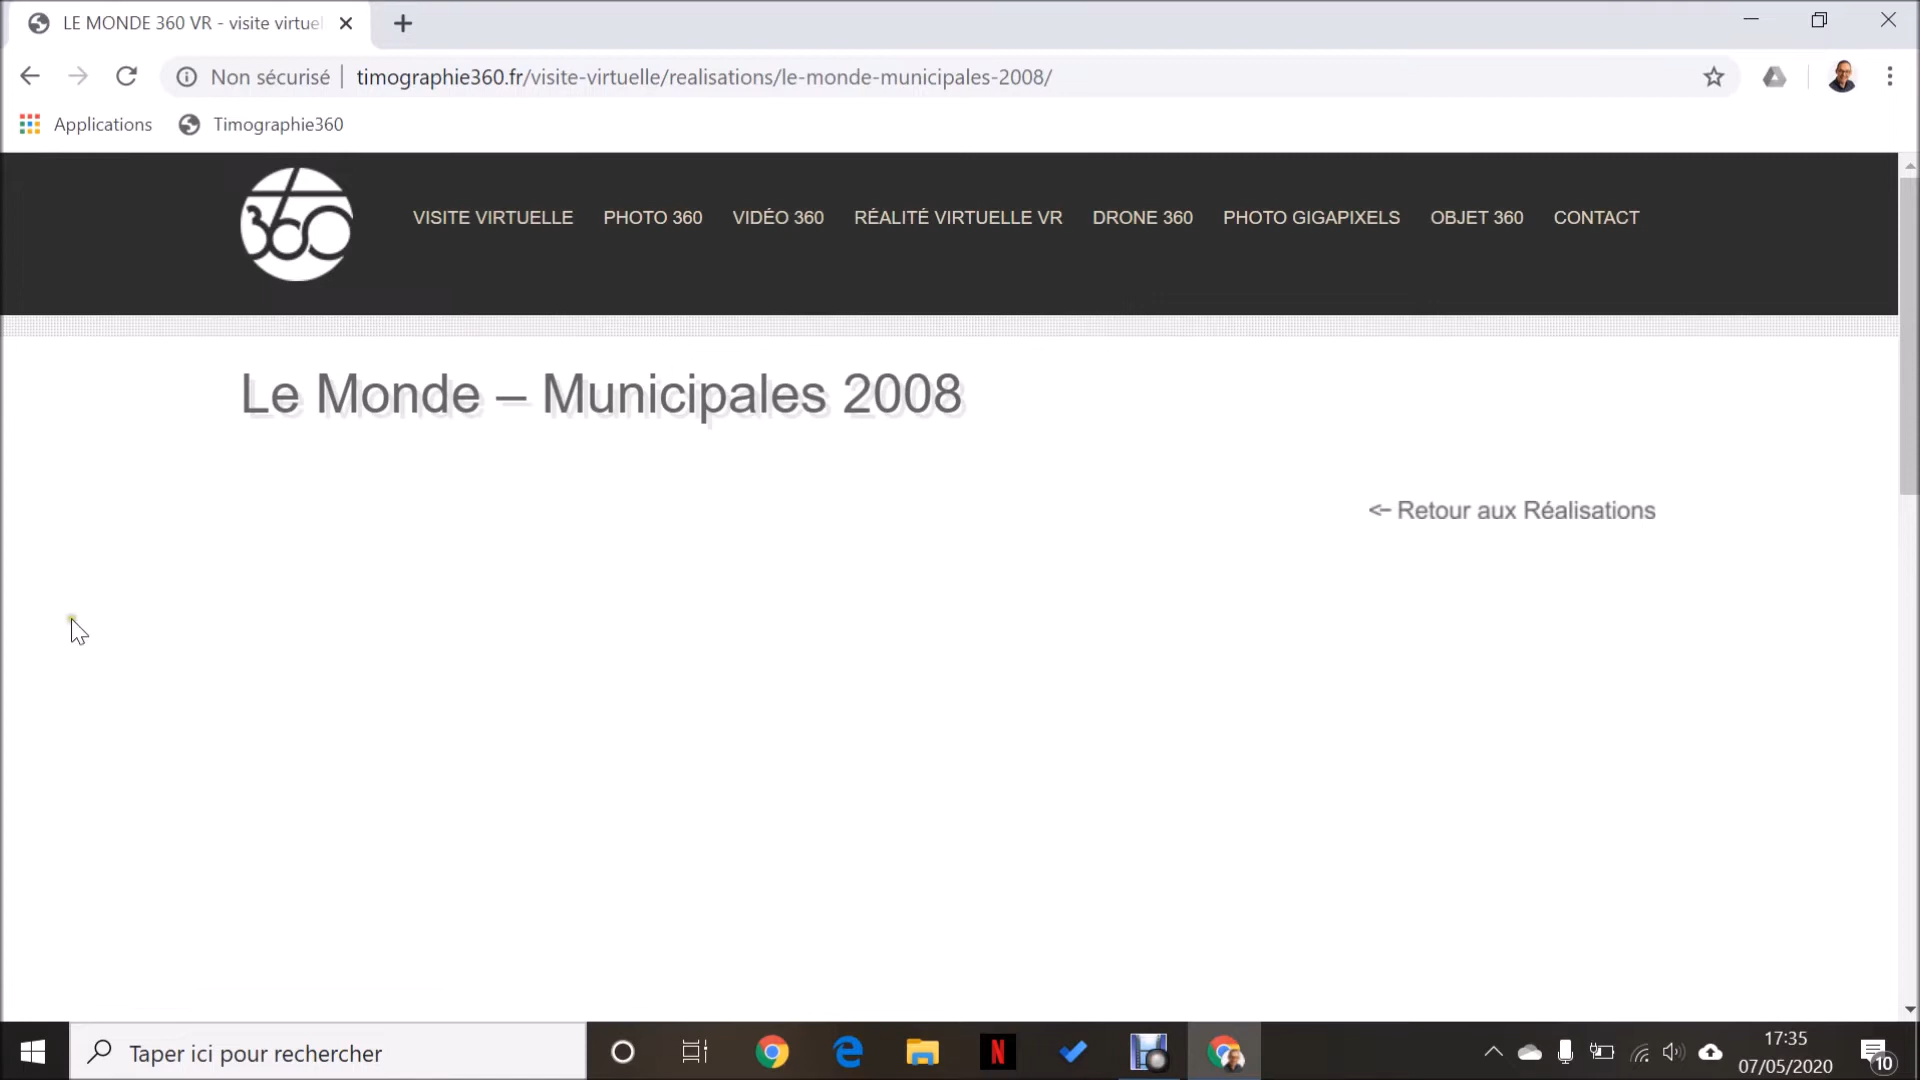 LE MONDE 360 VR - visite virtue
Non sécurisé
timographie360.fr/visite-virtuelle/realisations/le-monde-municipales-2008/
Applications
Timographie360
360
VISITE VIRTUELLE
PHOTO 360
VIDÉO 360
RÉALITÉ VIRTUELLE VR
DRONE 360
PHOTO GIGAPIXELS
OBJET 360
CONTACT
Le Monde – Municipales 2008
<– Retour aux Réalisations
Taper ici pour rechercher
N
17:35
07/05/2020
10